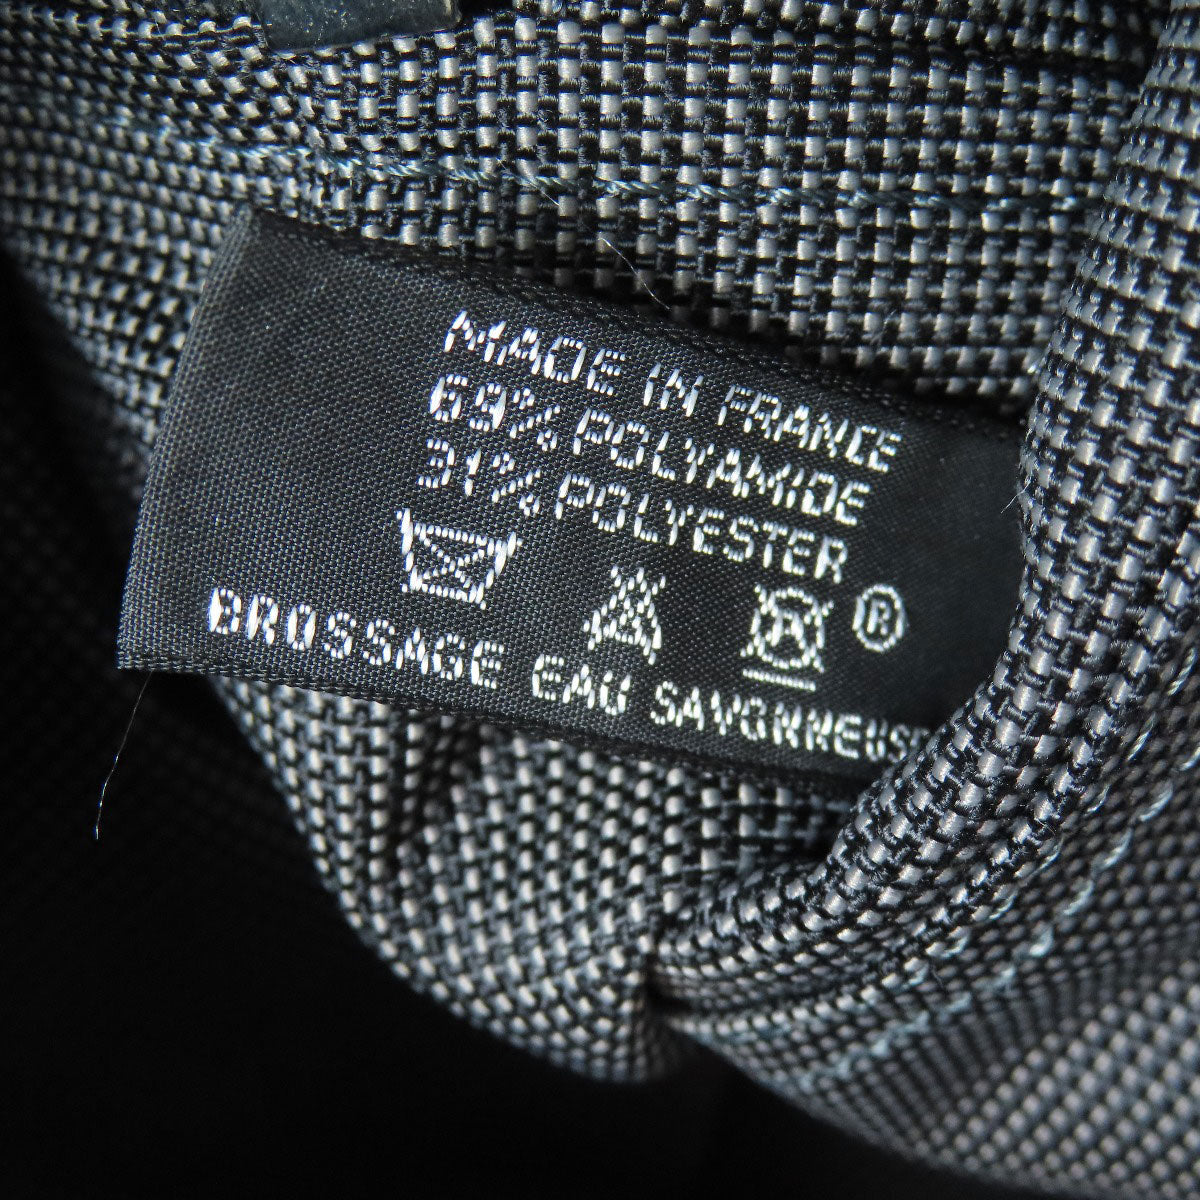 MADE IN FRANCE
69% POLYAMIDE
31% POLYESTER
®
BROSSAGE EAU SAVONNEUSE